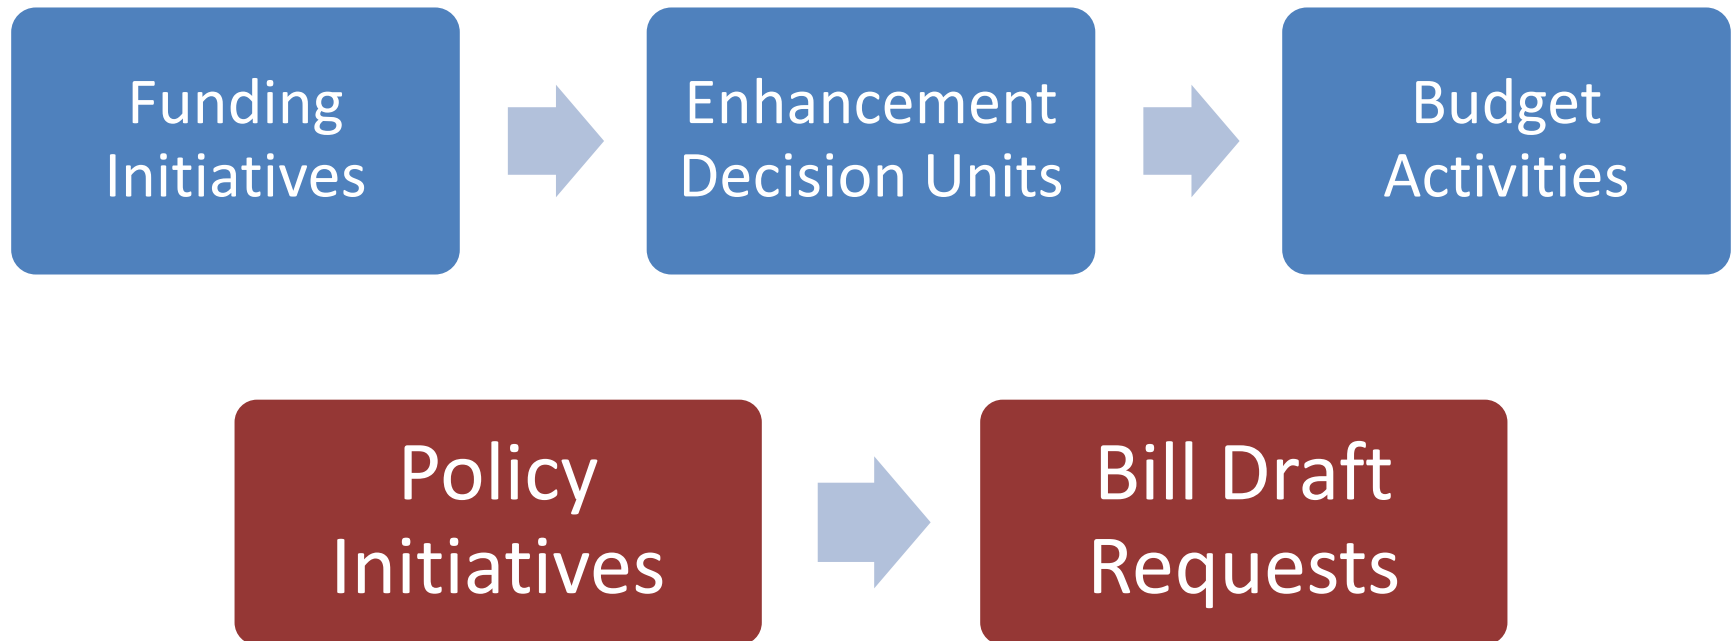 Funding
Initiatives
Enhancement
Decision Units
Budget
Activities
Policy
Initiatives
Bill Draft
Requests